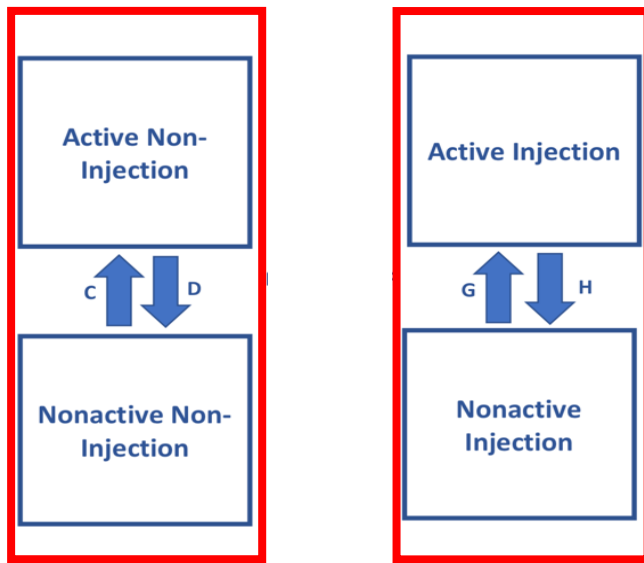 Active Non-
Injection
C
D
Nonactive Non-
Injection
Active Injection
G
H
Nonactive
Injection